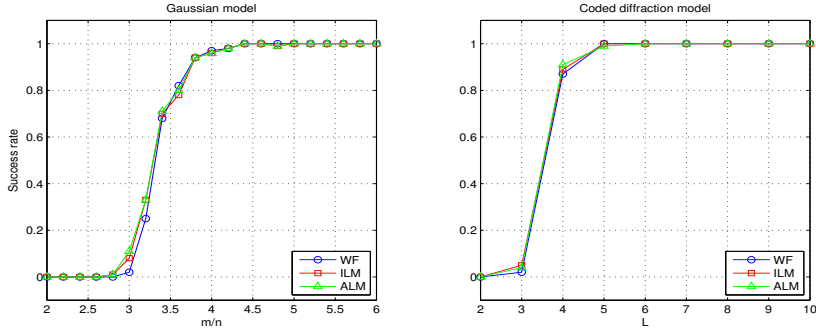 Gaussian model
Success rate
1
0.8
0.6
0.4
0.2
0
2 2.5 3 3.5 4 4.5 5 5.5 6
m/n
WF
ILM
ALM
Coded diffraction model
1
0.8
0.6
0.4
0.2
0
2 3 4 5 6 7 8 9 10
L
WF
ILM
ALM